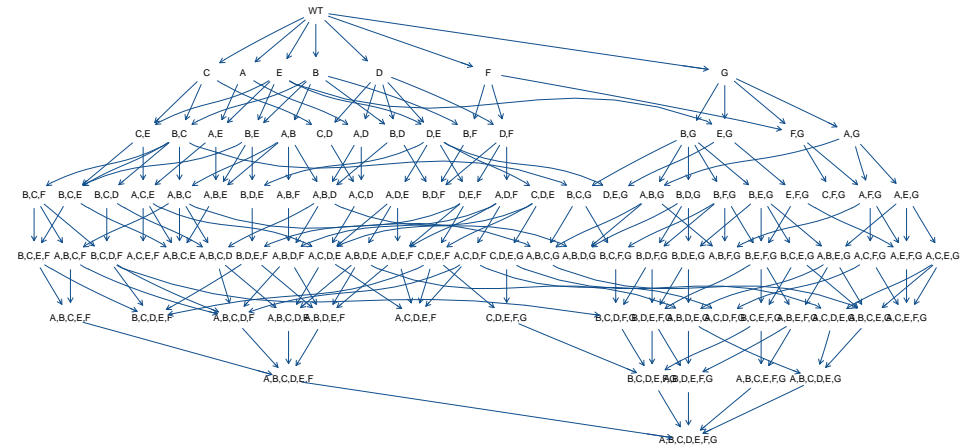 WT
C A E B D F G
C,E B,C A,E B,E A,B C,D A,D B,D D,E B,F D,F B,G E,G F,G A,G
B,C,F B,C,E B,C,D A,C,E A,B,C A,B,E B,D,E A,B,F A,B,D A,C,D A,D,E B,D,F D,E,F A,D,F C,D,E B,C,G D,E,G A,B,G B,D,G B,F,G B,E,G E,F,G C,F,G A,F,G A,E,G
B,C,E,F A,B,C,F B,C,D,F A,C,E,F A,B,C,E A,B,C,D B,D,E,F A,B,D,F A,C,D,E A,B,D,E A,D,E,F C,D,E,F A,C,D,F C,D,E,G A,B,C,G A,B,D,G B,C,F,G B,D,F,G B,D,E,G A,B,F,G B,E,F,G B,C,E,G A,B,E,G A,C,F,G A,E,F,G A,C,E,G
A,B,C,E,F B,C,D,E,F A,B,C,D,F A,B,C,D,E A,B,D,E,F A,C,D,E,F C,D,E,F,G B,C,D,F,G B,D,E,F,G A,B,D,E,G A,C,D,F,G B,C,E,F,G A,B,E,F,G A,C,D,E,G A,B,C,E,G A,C,E,F,G
A,B,C,D,E,F B,C,D,E,F,G A,B,D,E,F,G A,B,C,E,F,G A,B,C,D,E,G
A,B,C,D,E,F,G